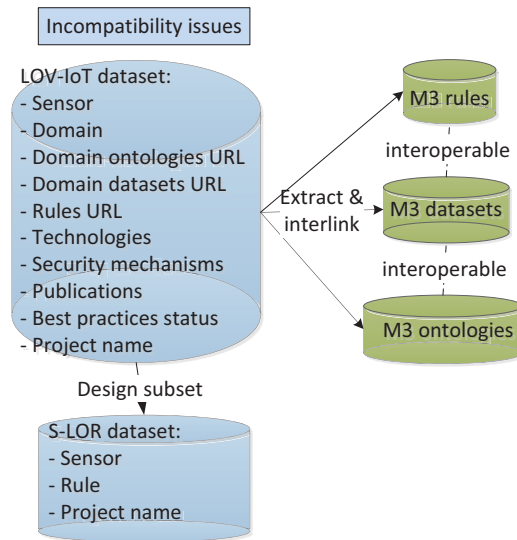 Incompatibility issues
LOV-IoT dataset:
- Sensor
- Domain
- Domain ontologies URL
- Domain datasets URL
- Rules URL
- Technologies
- Security mechanisms
- Publications
- Best practices status
- Project name
Extract &
interlink
M3 rules
interoperable
M3 datasets
interoperable
M3 ontologies
Design subset
S-LOR dataset:
- Sensor
- Rule
- Project name